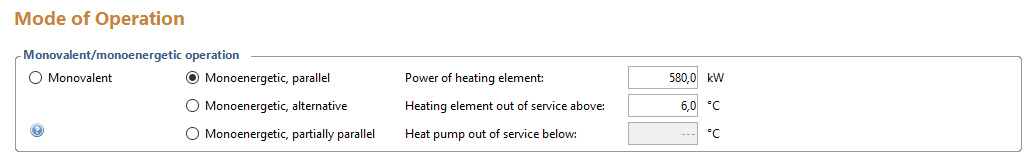 Mode of Operation
Monovalent/monoenergetic operation
Monovalent Monoenergetic, parallel Power of heating element: 580,0 kW
Monoenergetic, alternative Heating element out of service above: 6,0 °C
? Monoenergetic, partially parallel Heat pump out of service below: --- °C